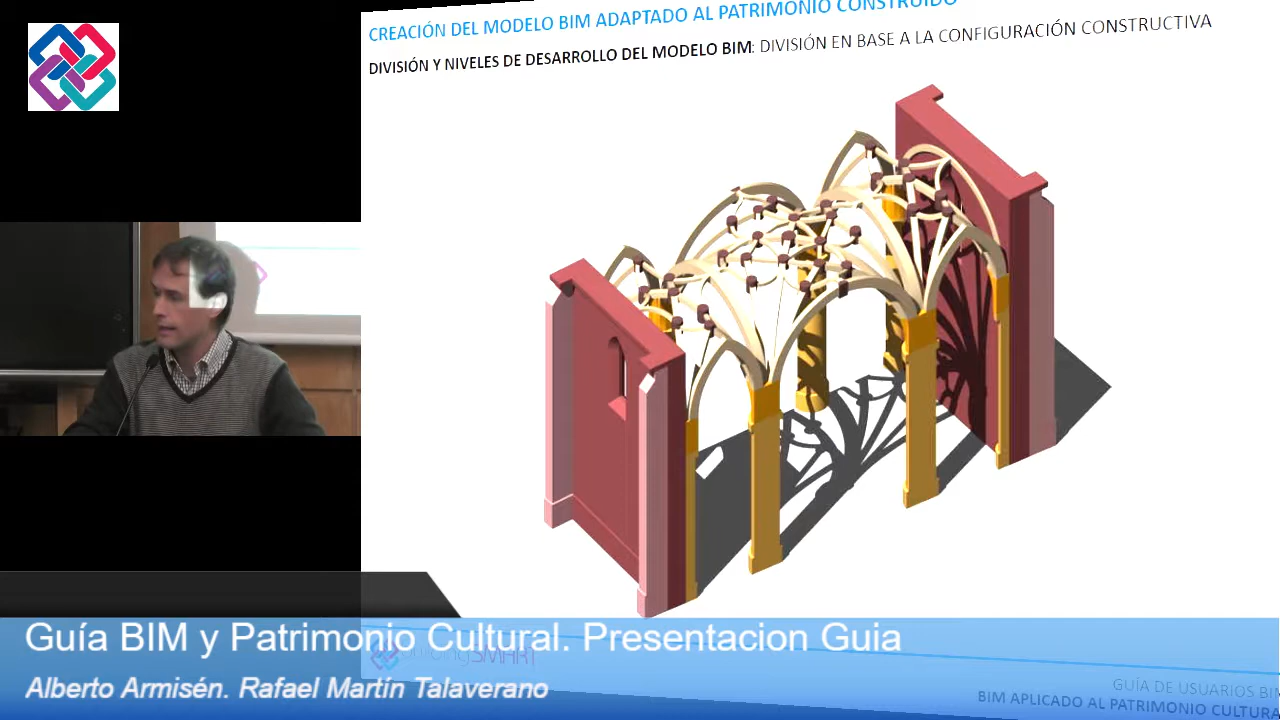 CREACIÓN DEL MODELO BIM ADAPTADO AL PATRIMONIO CONSTRUIDO
DIVISIÓN Y NIVELES DE DESARROLLO DEL MODELO BIM: DIVISIÓN EN BASE A LA CONFIGURACIÓN CONSTRUCTIVA
Guía BIM y Patrimonio Cultural. Presentacion Guia
SMART
Alberto Armisén. Rafael Martín Talaverano
GUÍA DE USUARIOS BIM
BIM APLICADO AL PATRIMONIO CULTURA